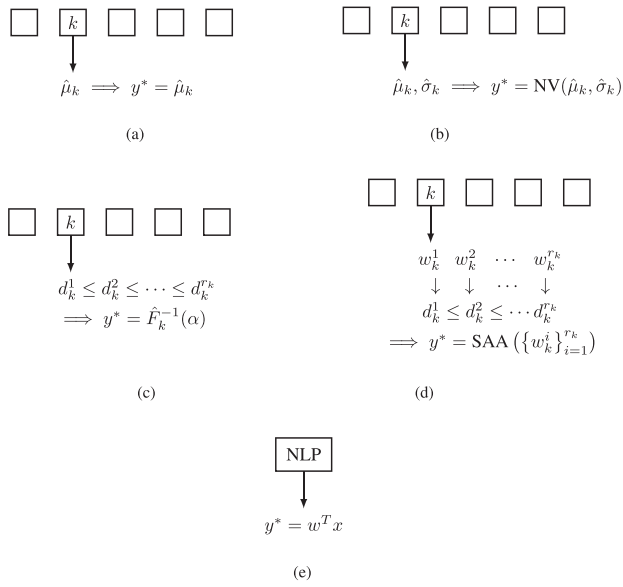 k
k
μ̂_k ⟹ y* = μ̂_k
μ̂_k, σ̂_k ⟹ y* = NV(μ̂_k, σ̂_k)
(a)
(b)
k
k
d_k^1 ≤ d_k^2 ≤ ⋯ ≤ d_k^{r_k}
⟹ y* = F̂_k^{-1}(α)
w_k^1 w_k^2 ⋯ w_k^{r_k}
↓ ↓ ⋯ ↓
d_k^1 ≤ d_k^2 ≤ ⋯ d_k^{r_k}
⟹ y* = SAA({w_k^i}_{i=1}^{r_k})
(c)
(d)
NLP
y* = w^T x
(e)